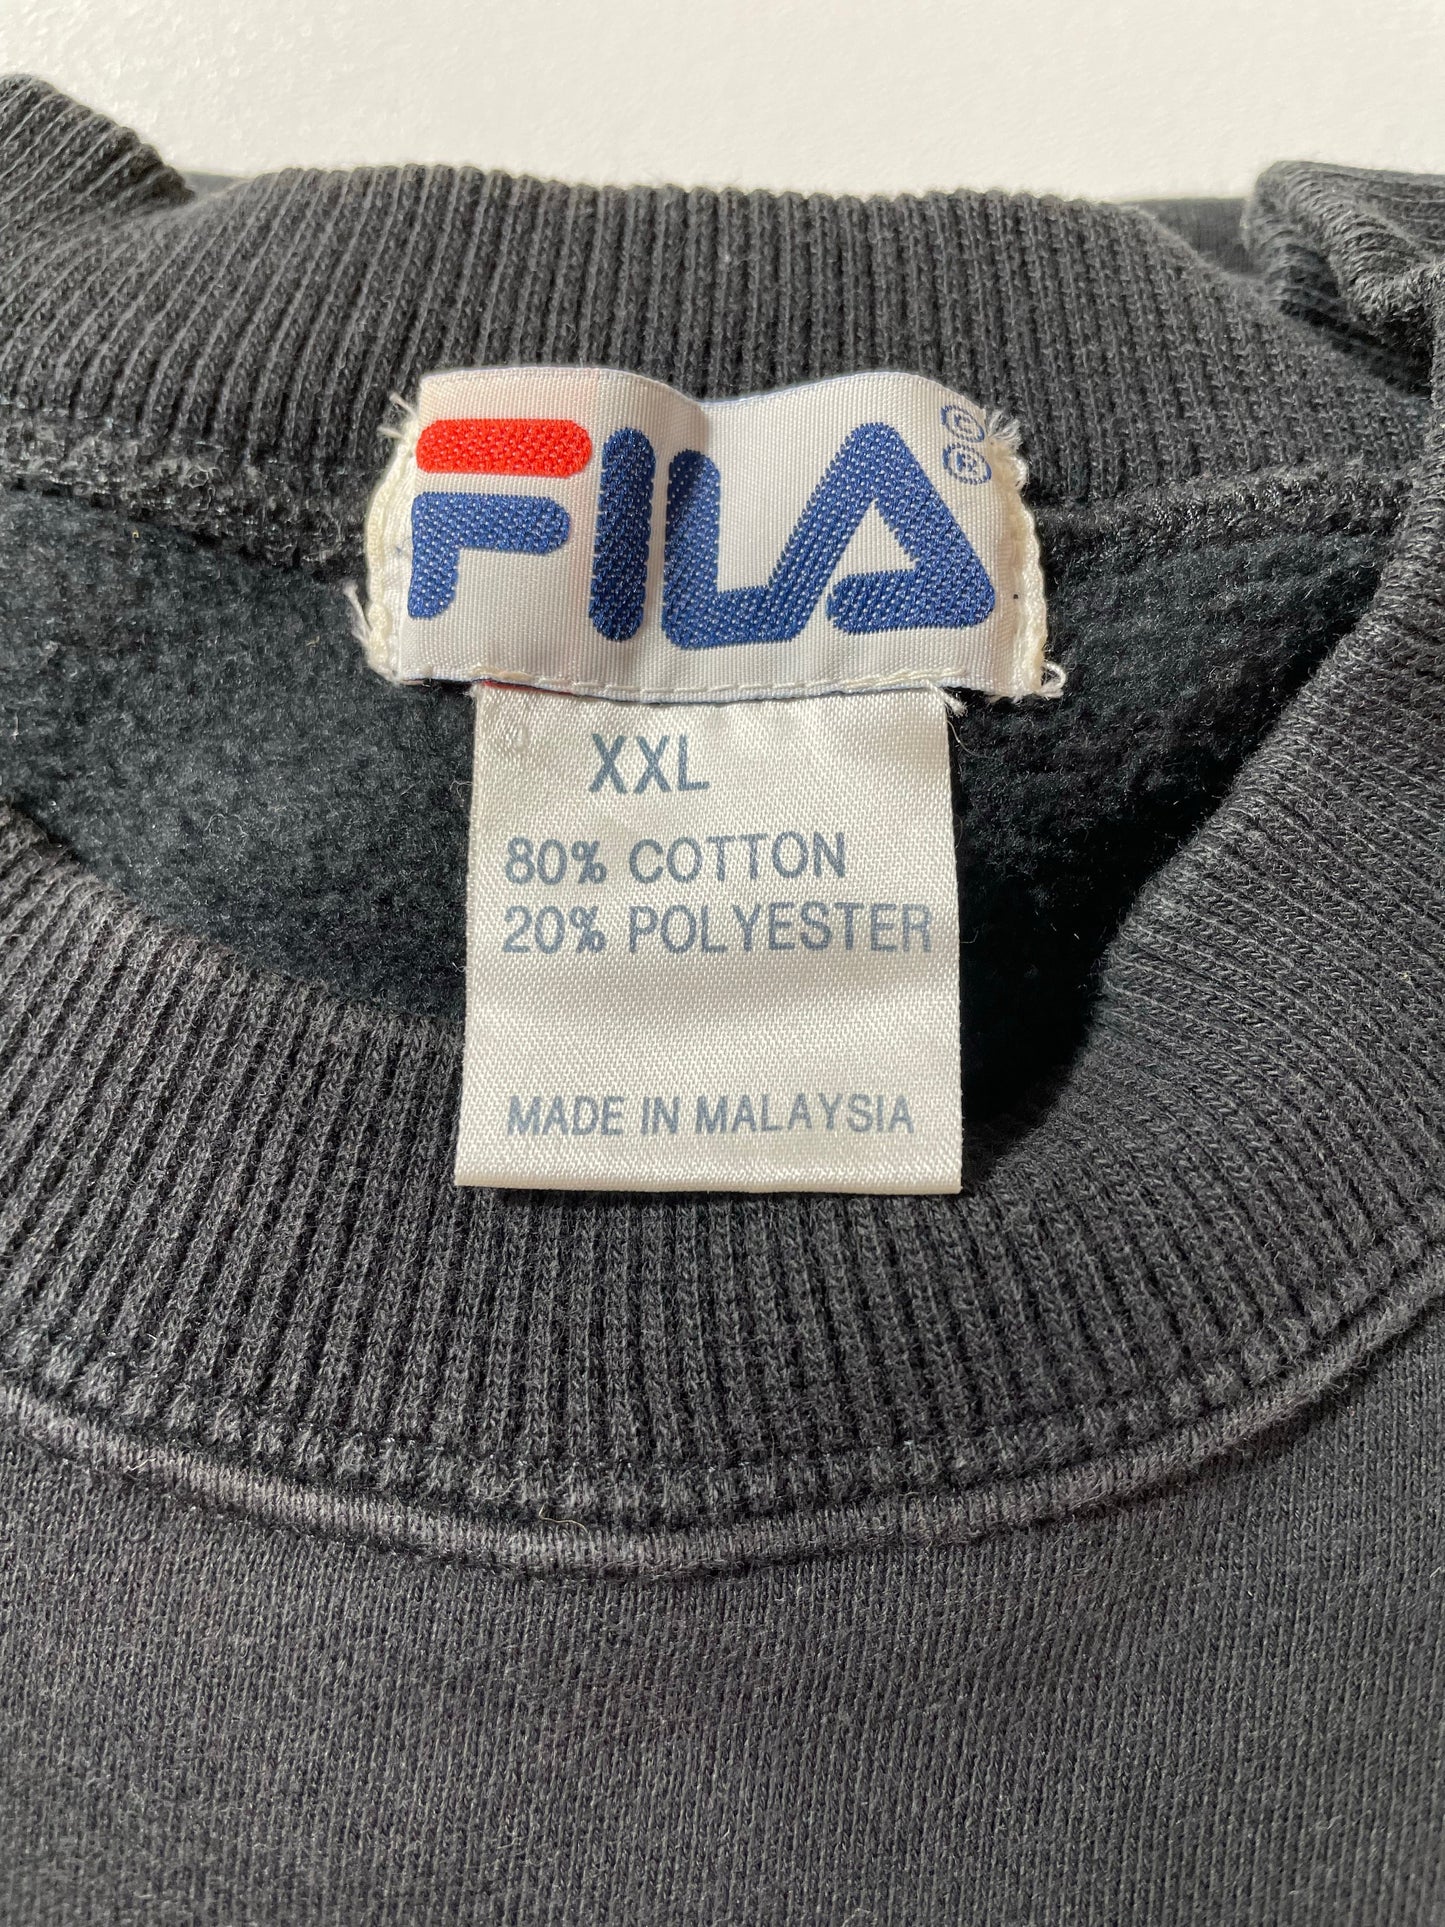 FILA
© ®
XXL
80% COTTON
20% POLYESTER
MADE IN MALAYSIA